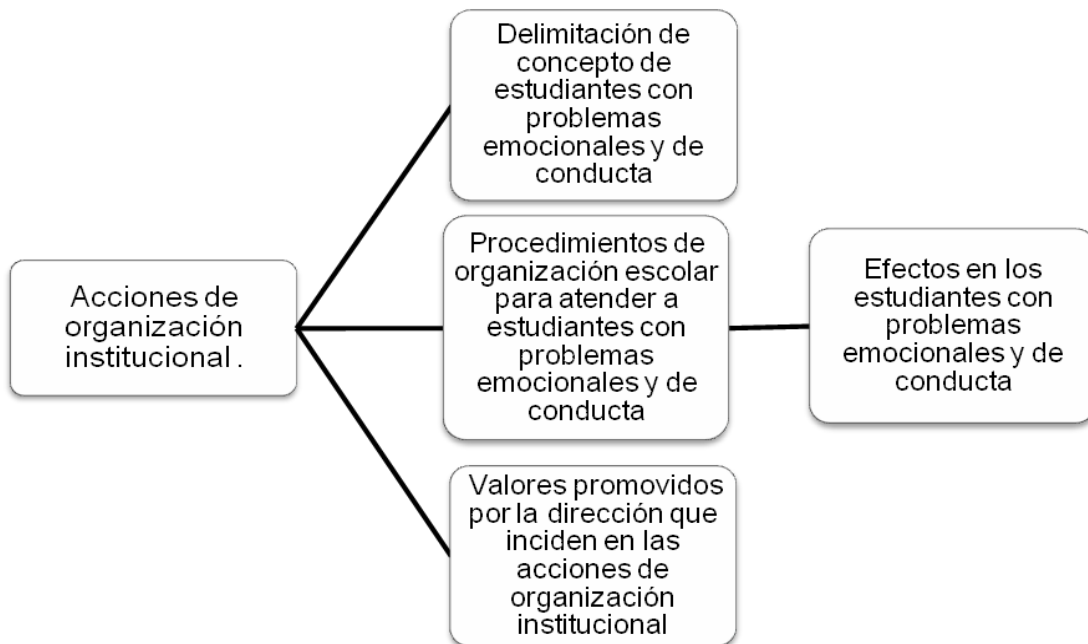 Delimitación de
concepto de
estudiantes con
problemas
emocionales y de
conducta
Acciones de
organización
institucional .
Procedimientos de
organización escolar
para atender a
estudiantes con
problemas
emocionales y de
conducta
Efectos en los
estudiantes con
problemas
emocionales y de
conducta
Valores promovidos
por la dirección que
inciden en las
acciones de
organización
institucional